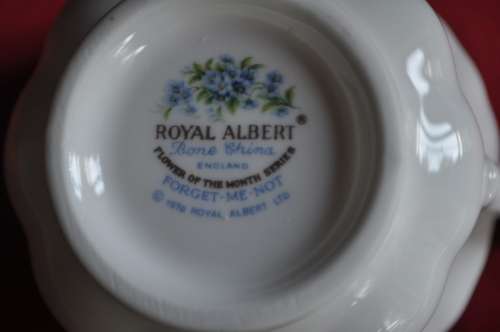 ROYAL ALBERT®
Bone China
ENGLAND
FLOWER OF THE MONTH SERIES
FORGET-ME-NOT
© 1970 ROYAL ALBERT LTD